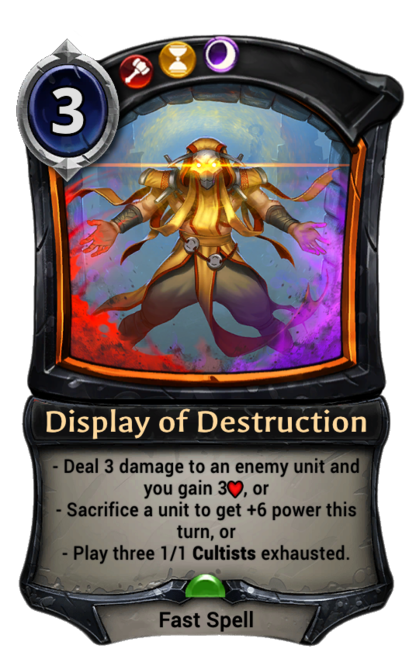 3
Display of Destruction
- Deal 3 damage to an enemy unit and
you gain 3❤, or
- Sacrifice a unit to get +6 power this
turn, or
- Play three 1/1 Cultists exhausted.
Fast Spell